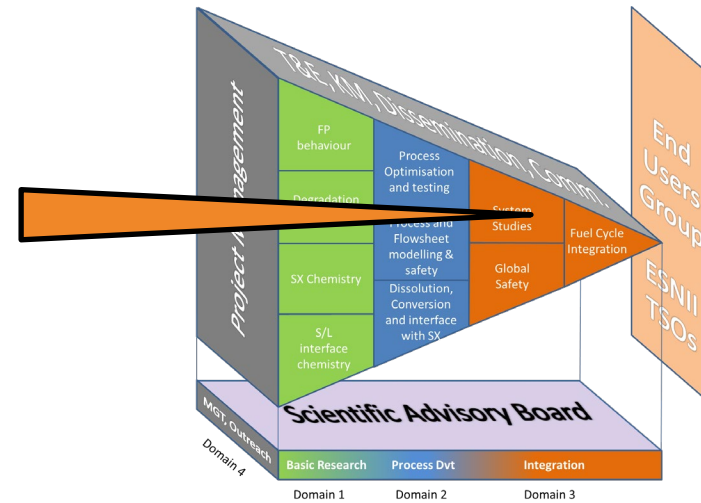 T&E, KM, Dissemination, Comm.
Project Management
FP
behaviour
Degradation
SX Chemistry
S/L
interface
chemistry
Process
Optimisation
and testing
Process and
Flowsheet
modelling &
safety
Dissolution,
Conversion
and interface
with SX
System
Studies
Global
Safety
Fuel Cycle
Integration
End
Users
Group
ESNII
TSOs
Scientific Advisory Board
MGT, Outreach
Basic Research
Process Dvt
Integration
Domain 4
Domain 1
Domain 2
Domain 3